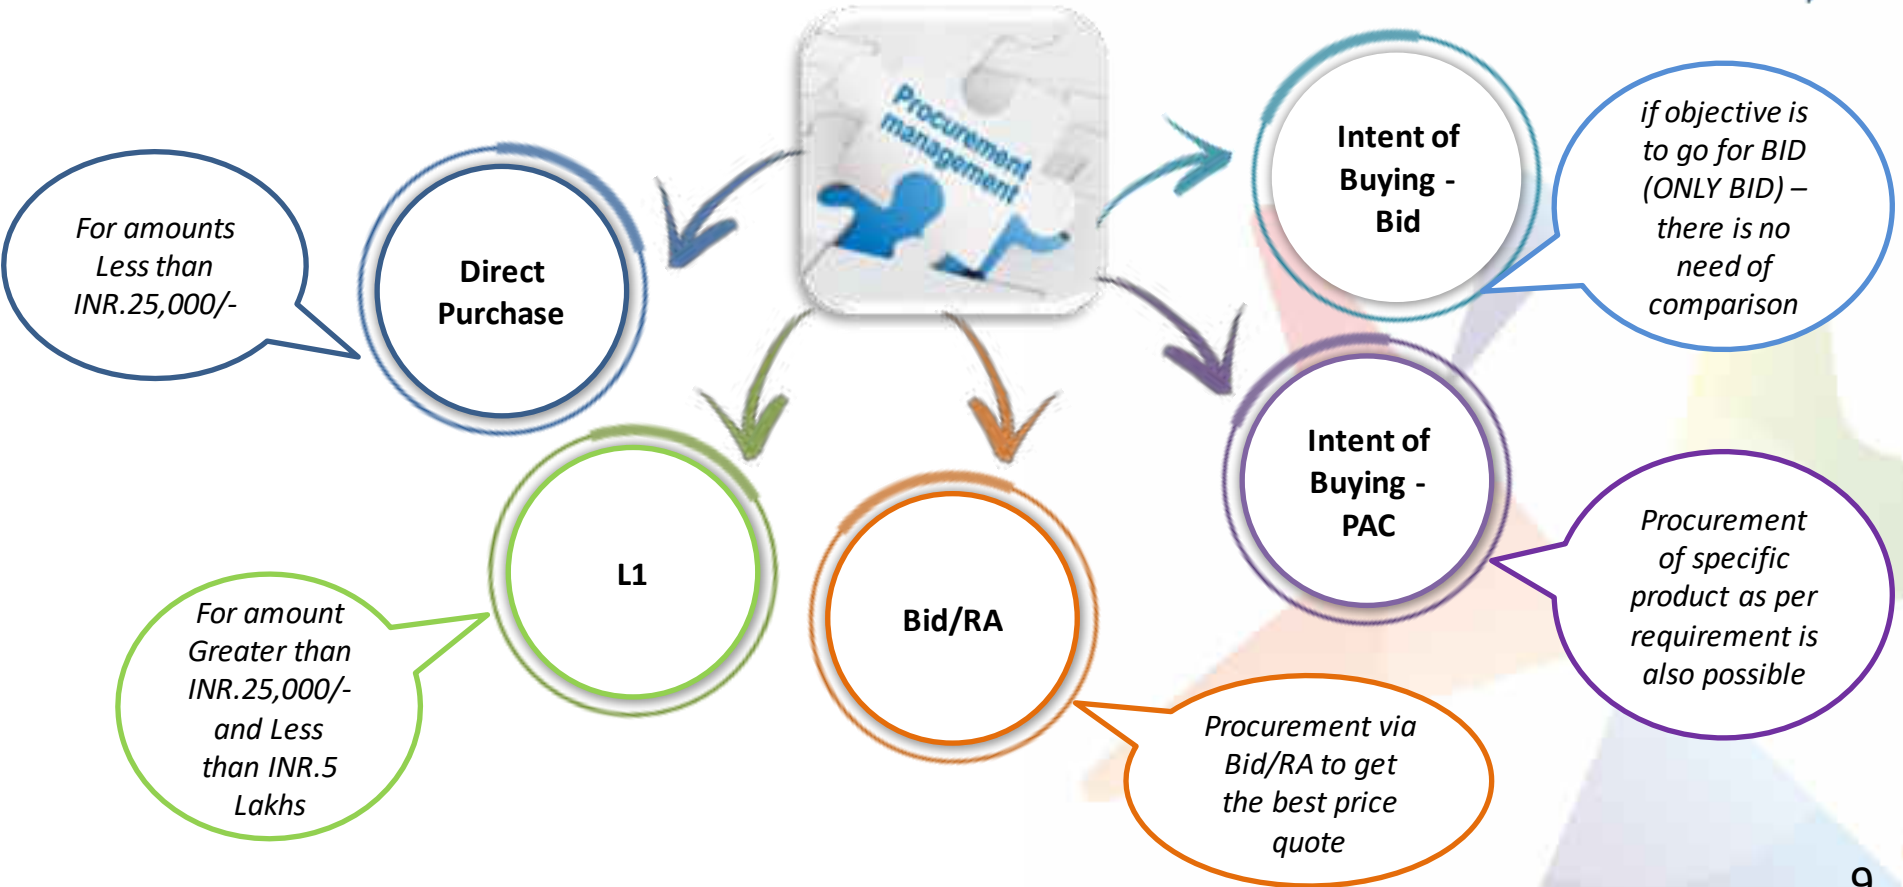 Procurement
management
Intent of
Buying -
Bid
if objective is
to go for BID
(ONLY BID) –
there is no
need of
comparison
For amounts
Less than
INR.25,000/-
Direct
Purchase
Intent of
Buying -
PAC
Procurement
of specific
product as per
requirement is
also possible
L1
For amount
Greater than
INR.25,000/-
and Less
than INR.5
Lakhs
Bid/RA
Procurement via
Bid/RA to get
the best price
quote
9